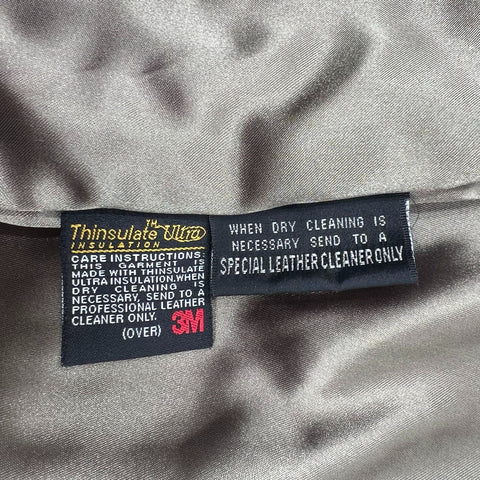 Thinsulate™ Ultra
INSULATION
CARE INSTRUCTIONS:
THIS GARMENT IS
MADE WITH THINSULATE
ULTRA INSULATION.WHEN
DRY CLEANING IS
NECESSARY, SEND TO A
PROFESSIONAL LEATHER
CLEANER ONLY.
(OVER) 3M
WHEN DRY CLEANING IS
NECESSARY SEND TO A
SPECIAL LEATHER CLEANER ONLY